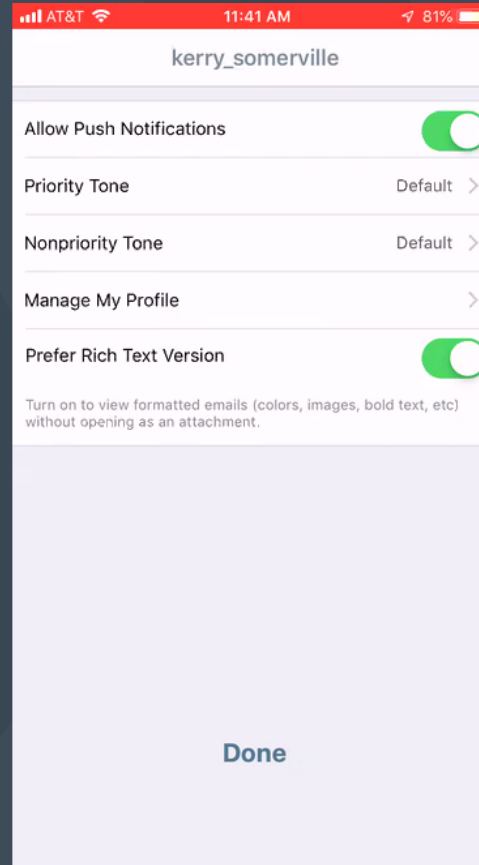 AT&T 11:41 AM 81%
kerry_somerville
Allow Push Notifications
Priority Tone Default
Nonpriority Tone Default
Manage My Profile
Prefer Rich Text Version
Turn on to view formatted emails (colors, images, bold text, etc)
without opening as an attachment.
Done